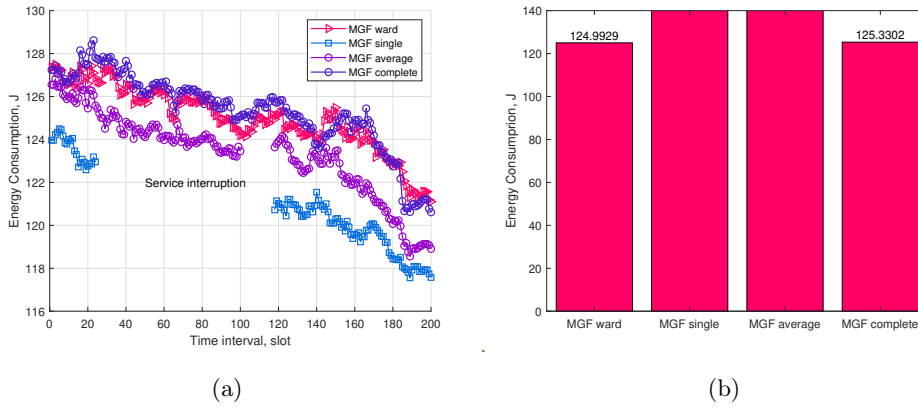 130
128
126
124
122
120
118
116
Energy Consumption, J
MGF ward
MGF single
MGF average
MGF complete
Service interruption
0 20 40 60 80 100 120 140 160 180 200
Time interval, slot
(a)
140
120
100
80
60
40
20
0
Energy Consumprion, J
124.9929
125.3302
MGF ward MGF single MGF average MGF complete
(b)